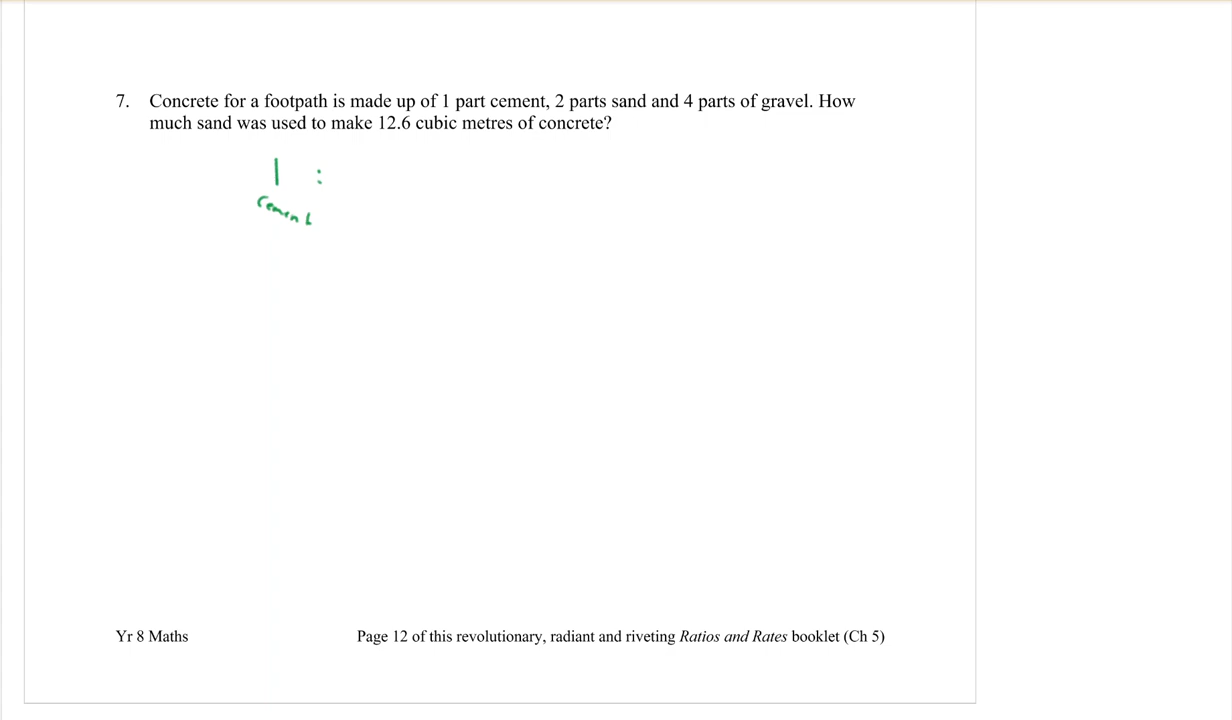 7. Concrete for a footpath is made up of 1 part cement, 2 parts sand and 4 parts of gravel. How
much sand was used to make 12.6 cubic metres of concrete?
1 :
cement
Yr 8 Maths Page 12 of this revolutionary, radiant and riveting Ratios and Rates booklet (Ch 5)